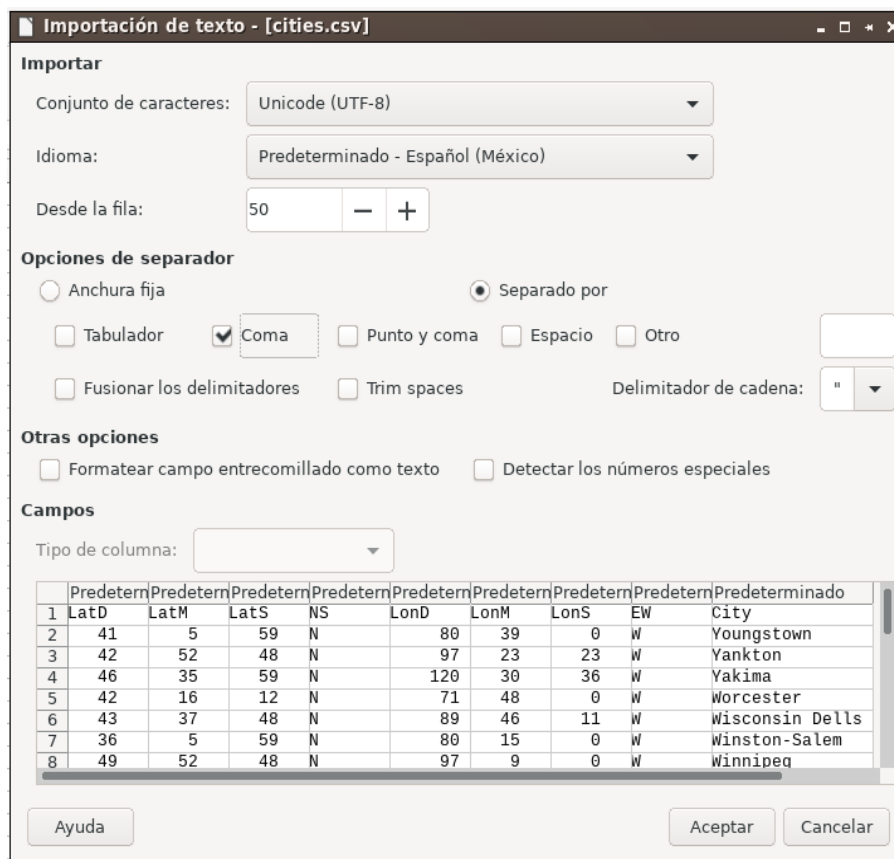 Importación de texto - [cities.csv]
Importar
Conjunto de caracteres: Unicode (UTF-8)
Idioma: Predeterminado - Español (México)
Desde la fila: 50
Opciones de separador
Anchura fija Separado por
Tabulador Coma Punto y coma Espacio Otro
Fusionar los delimitadores Trim spaces Delimitador de cadena: "
Otras opciones
Formatear campo entrecomillado como texto Detectar los números especiales
Campos
Tipo de columna:
Predetern Predetern Predetern Predetern Predetern Predetern Predetern Predetern Predeterminado
1 LatD LatM LatS NS LonD LonM LonS EW City
2 41 5 59 N 80 39 0 W Youngstown
3 42 52 48 N 97 23 23 W Yankton
4 46 35 59 N 120 30 36 W Yakima
5 42 16 12 N 71 48 0 W Worcester
6 43 37 48 N 89 46 11 W Wisconsin Dells
7 36 5 59 N 80 15 0 W Winston-Salem
8 49 52 48 N 97 9 0 W Winnipeg
Ayuda Aceptar Cancelar